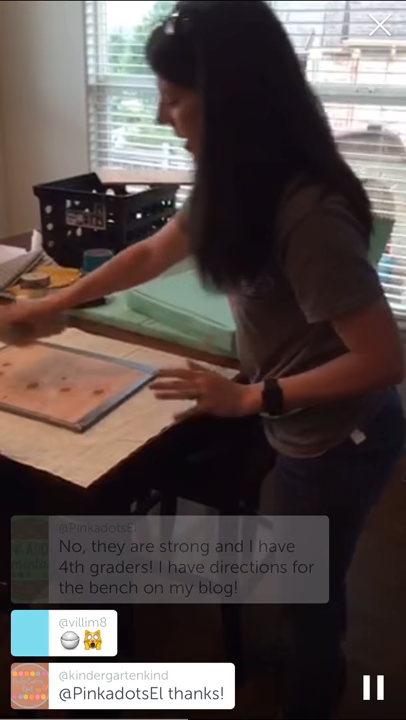 @PinkadotsEl
No, they are strong and I have
4th graders! I have directions for
the bench on my blog!
@villim8
🍚🙀
@kindergartenkind
@PinkadotsEl thanks!